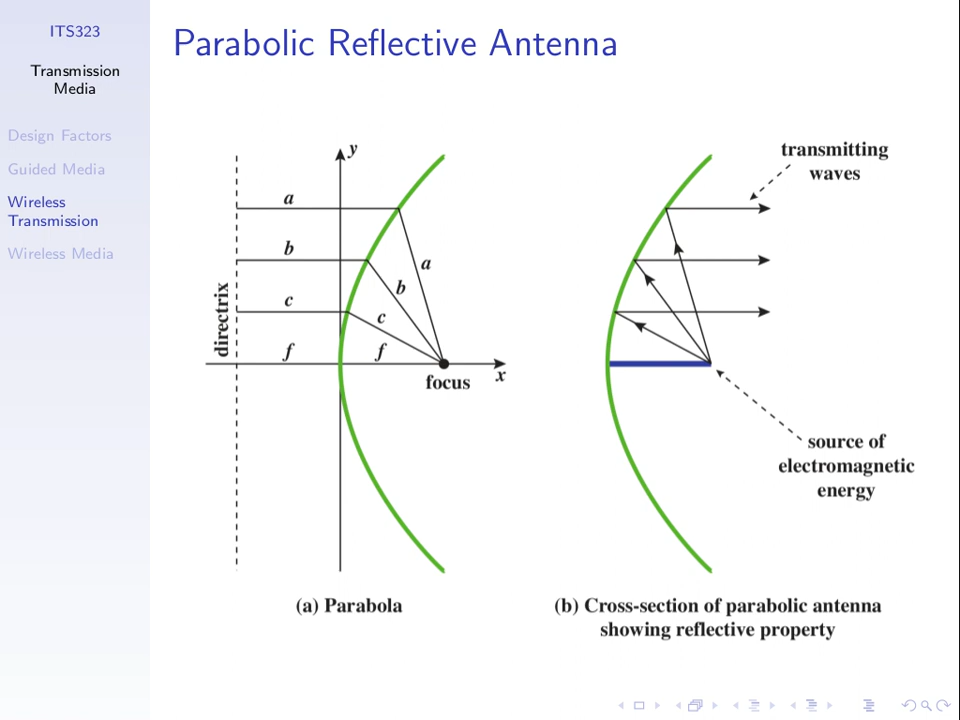 ITS323
Transmission
Media
Design Factors
Guided Media
Wireless
Transmission
Wireless Media
Parabolic Reflective Antenna
y
a
b
c
f
a
b
c
f
directrix
focus
x
(a) Parabola
transmitting
waves
source of
electromagnetic
energy
(b) Cross-section of parabolic antenna
showing reflective property